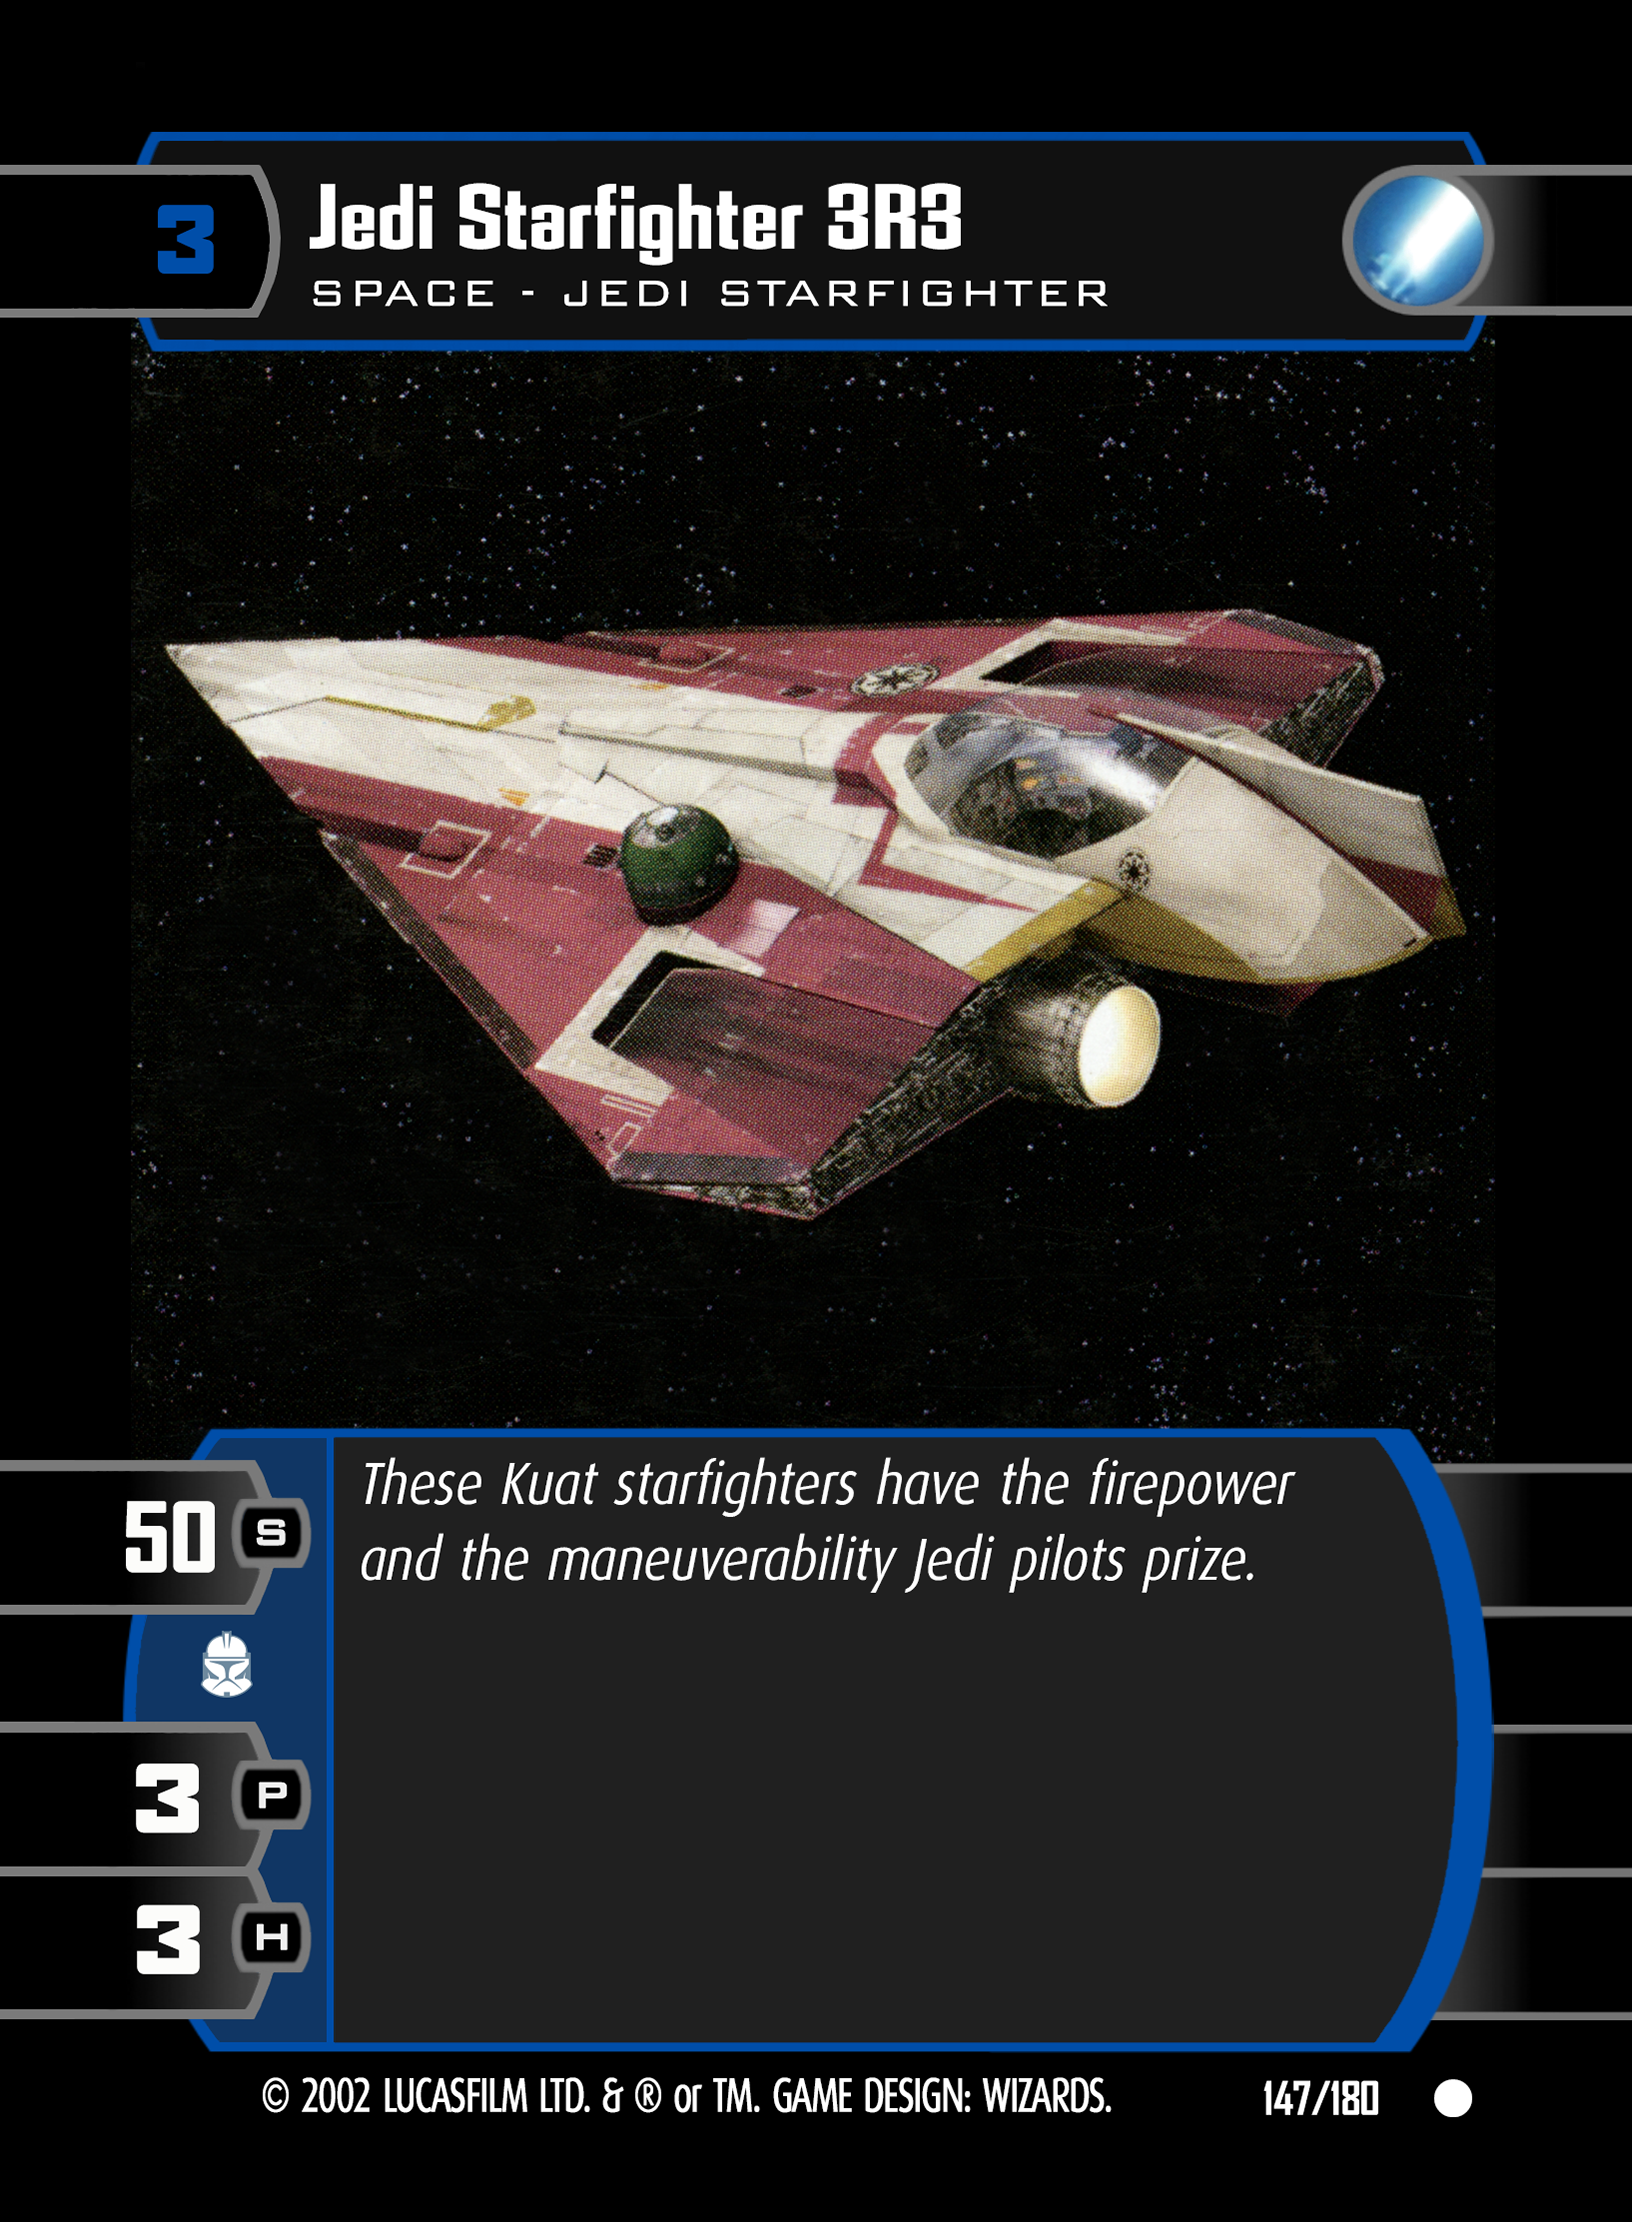 3
Jedi Starfighter 3R3
SPACE - JEDI STARFIGHTER
50 S
These Kuat starfighters have the firepower
and the maneuverability Jedi pilots prize.
3 P
3 H
© 2002 LUCASFILM LTD. & ® or TM. GAME DESIGN: WIZARDS.
147/180